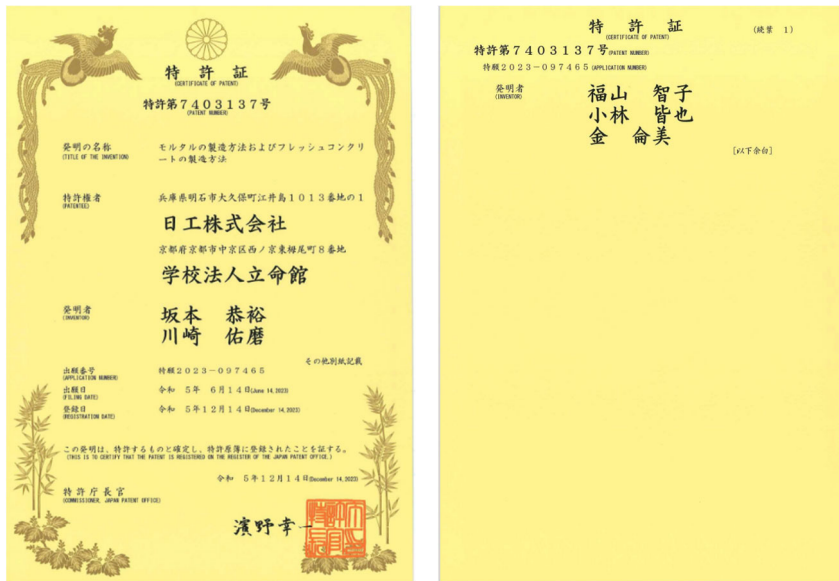 特許証
(CERTIFICATE OF PATENT)
特許第7403137号
(PATENT NUMBER)
発明の名称
(TITLE OF THE INVENTION)
モルタルの製造方法およびフレッシュコンクリ
ートの製造方法
特許権者
(PATENTEE)
兵庫県明石市大久保町江井島1013番地の1
日工株式会社
京都府京都市中京区西ノ京東栂尾町8番地
学校法人立命館
発明者
(INVENTOR)
坂本 恭裕
川崎 佑磨
その他別紙記載
出願番号
(APPLICATION NUMBER)
特願2023-097465
出願日
(FILING DATE)
令和 5年 6月14日(June 14,2023)
登録日
(REGISTRATION DATE)
令和 5年12月14日(December 14,2023)
この発明は、特許するものと確定し、特許原簿に登録されたことを証する。
(THIS IS TO CERTIFY THAT THE PATENT IS REGISTERED ON THE REGISTER OF THE JAPAN PATENT OFFICE.)
令和 5年12月14日(December 14,2023)
特許庁長官
(COMMISSIONER, JAPAN PATENT OFFICE)
濱野幸一
特許証
(CERTIFICATE OF PATENT)
(続葉 1)
特許第7403137号(PATENT NUMBER)
特願2023-097465(APPLICATION NUMBER)
発明者
(INVENTOR)
福山 智子
小林 皆也
金 侖美
[以下余白]